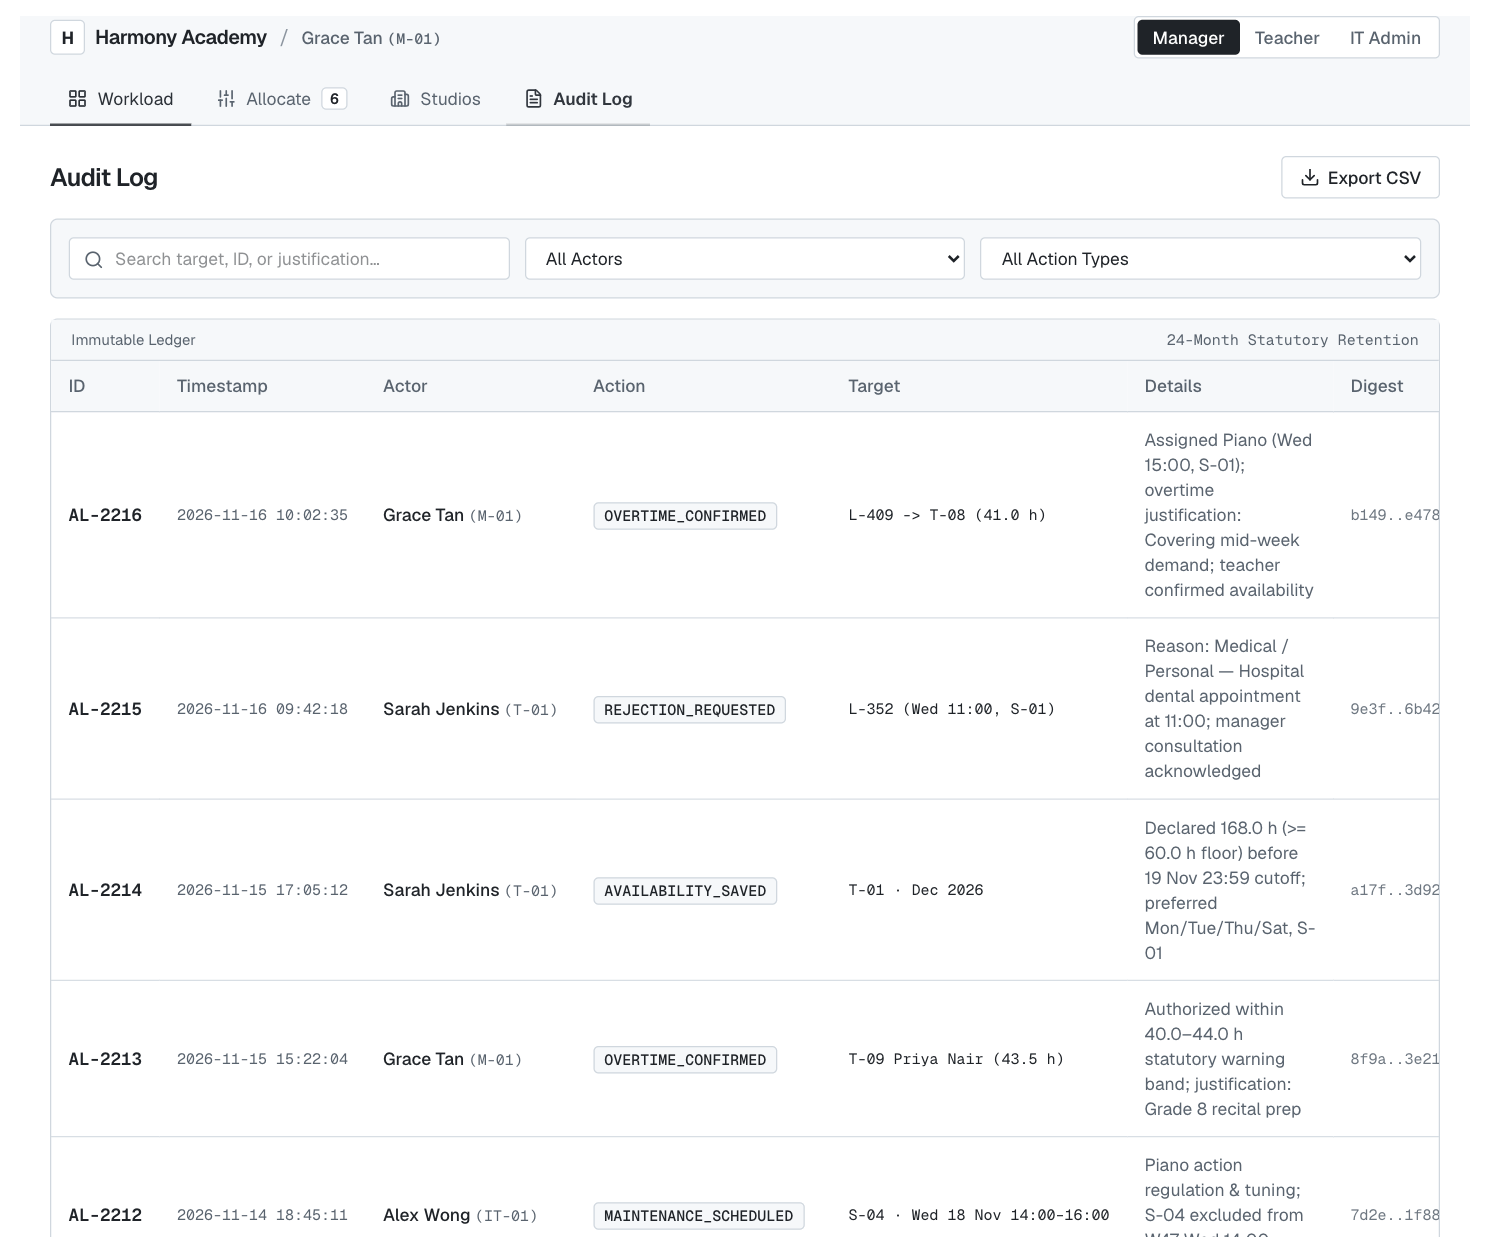 H Harmony Academy / Grace Tan (M-01)
Manager Teacher IT Admin
Workload Allocate 6 Studios Audit Log
Audit Log
Export CSV
Search target, ID, or justification...
All Actors
All Action Types
Immutable Ledger
24-Month Statutory Retention
ID Timestamp Actor Action Target Details Digest
AL-2216 2026-11-16 10:02:35 Grace Tan (M-01) OVERTIME_CONFIRMED L-409 -> T-08 (41.0 h)
Assigned Piano (Wed
15:00, S-01);
overtime
justification:
Covering mid-week
demand; teacher
confirmed availability
b149..e478
AL-2215 2026-11-16 09:42:18 Sarah Jenkins (T-01) REJECTION_REQUESTED L-352 (Wed 11:00, S-01)
Reason: Medical /
Personal — Hospital
dental appointment
at 11:00; manager
consultation
acknowledged
9e3f..6b42
AL-2214 2026-11-15 17:05:12 Sarah Jenkins (T-01) AVAILABILITY_SAVED T-01 · Dec 2026
Declared 168.0 h (>=
60.0 h floor) before
19 Nov 23:59 cutoff;
preferred
Mon/Tue/Thu/Sat, S-
01
a17f..3d92
AL-2213 2026-11-15 15:22:04 Grace Tan (M-01) OVERTIME_CONFIRMED T-09 Priya Nair (43.5 h)
Authorized within
40.0–44.0 h
statutory warning
band; justification:
Grade 8 recital prep
8f9a..3e21
AL-2212 2026-11-14 18:45:11 Alex Wong (IT-01) MAINTENANCE_SCHEDULED S-04 · Wed 18 Nov 14:00-16:00
Piano action
regulation & tuning;
S-04 excluded from
7d2e..1f88